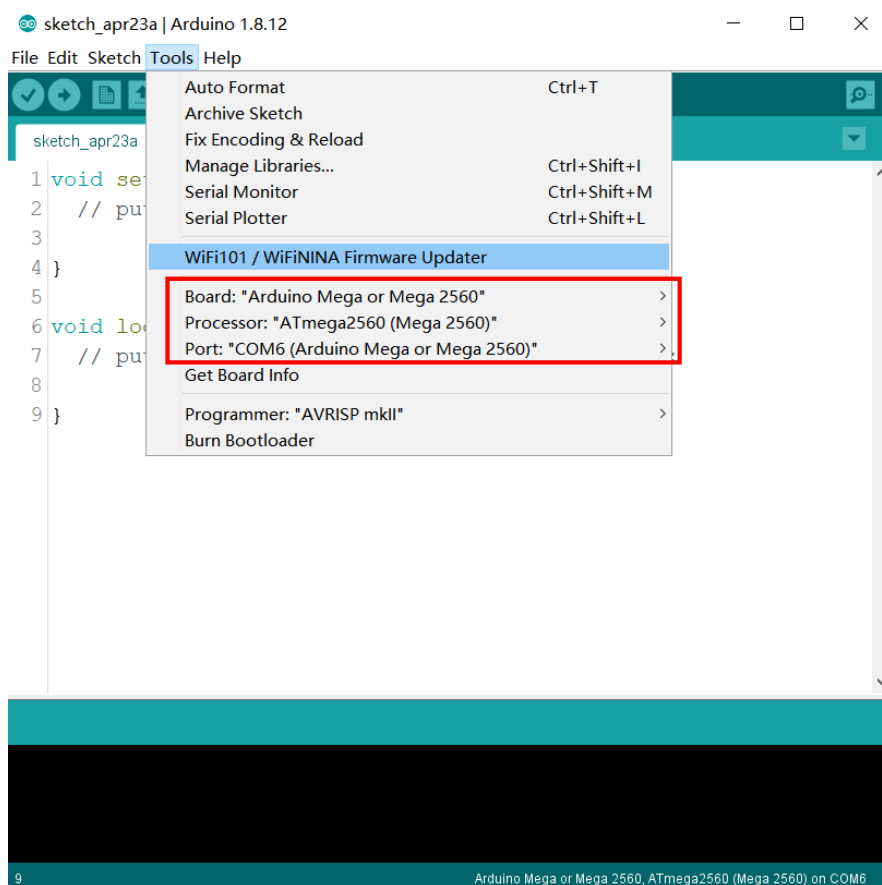 sketch_apr23a | Arduino 1.8.12
File Edit Sketch Tools Help
Auto Format Ctrl+T
Archive Sketch
Fix Encoding & Reload
Manage Libraries... Ctrl+Shift+I
Serial Monitor Ctrl+Shift+M
Serial Plotter Ctrl+Shift+L
WiFi101 / WiFiNINA Firmware Updater
Board: "Arduino Mega or Mega 2560"
Processor: "ATmega2560 (Mega 2560)"
Port: "COM6 (Arduino Mega or Mega 2560)"
Get Board Info
Programmer: "AVRISP mkII"
Burn Bootloader
sketch_apr23a
1 void se
2 // pu
3
4 }
5
6 void lo
7 // pu
8
9 }
9 Arduino Mega or Mega 2560, ATmega2560 (Mega 2560) on COM6